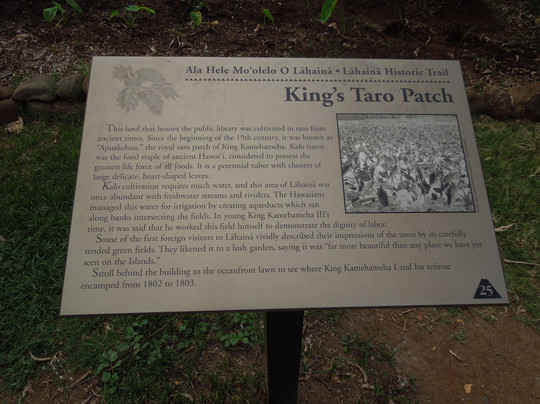 Ala Hele Mo'olelo O Lāhainā • Lāhainā Historic Trail
King's Taro Patch
This land that houses the public library was cultivated in taro from
ancient times. Since the beginning of the 19th century, it was known as
"Apuakehau," the royal taro patch of King Kamehameha. Kalo (taro)
was the food staple of ancient Hawai'i, considered to possess the
greatest life force of all foods. It is a perennial taber with clusters of
large delicate, heart-shaped leaves.
Kalo cultivation requires much water, and this area of Lāhainā was
once abundant with freshwater streams and rivulets. The Hawaiians
managed this water for irrigation by creating aqueducts which ran
along banks intersecting the fields. In young King Kamehameha III's
time, it was said that he worked this field himself to demonstrate the dignity of labor.
Some of the first foreign visitors to Lāhainā vividly described their impressions of the town by its carefully
tended green fields. They likened it to a lush garden, saying it was "far more beautiful than any place we have yet
seen on the Islands."
Stroll behind the building to the oceanfront lawn to see where King Kamehameha I and his retinue
encamped from 1802 to 1803.
25